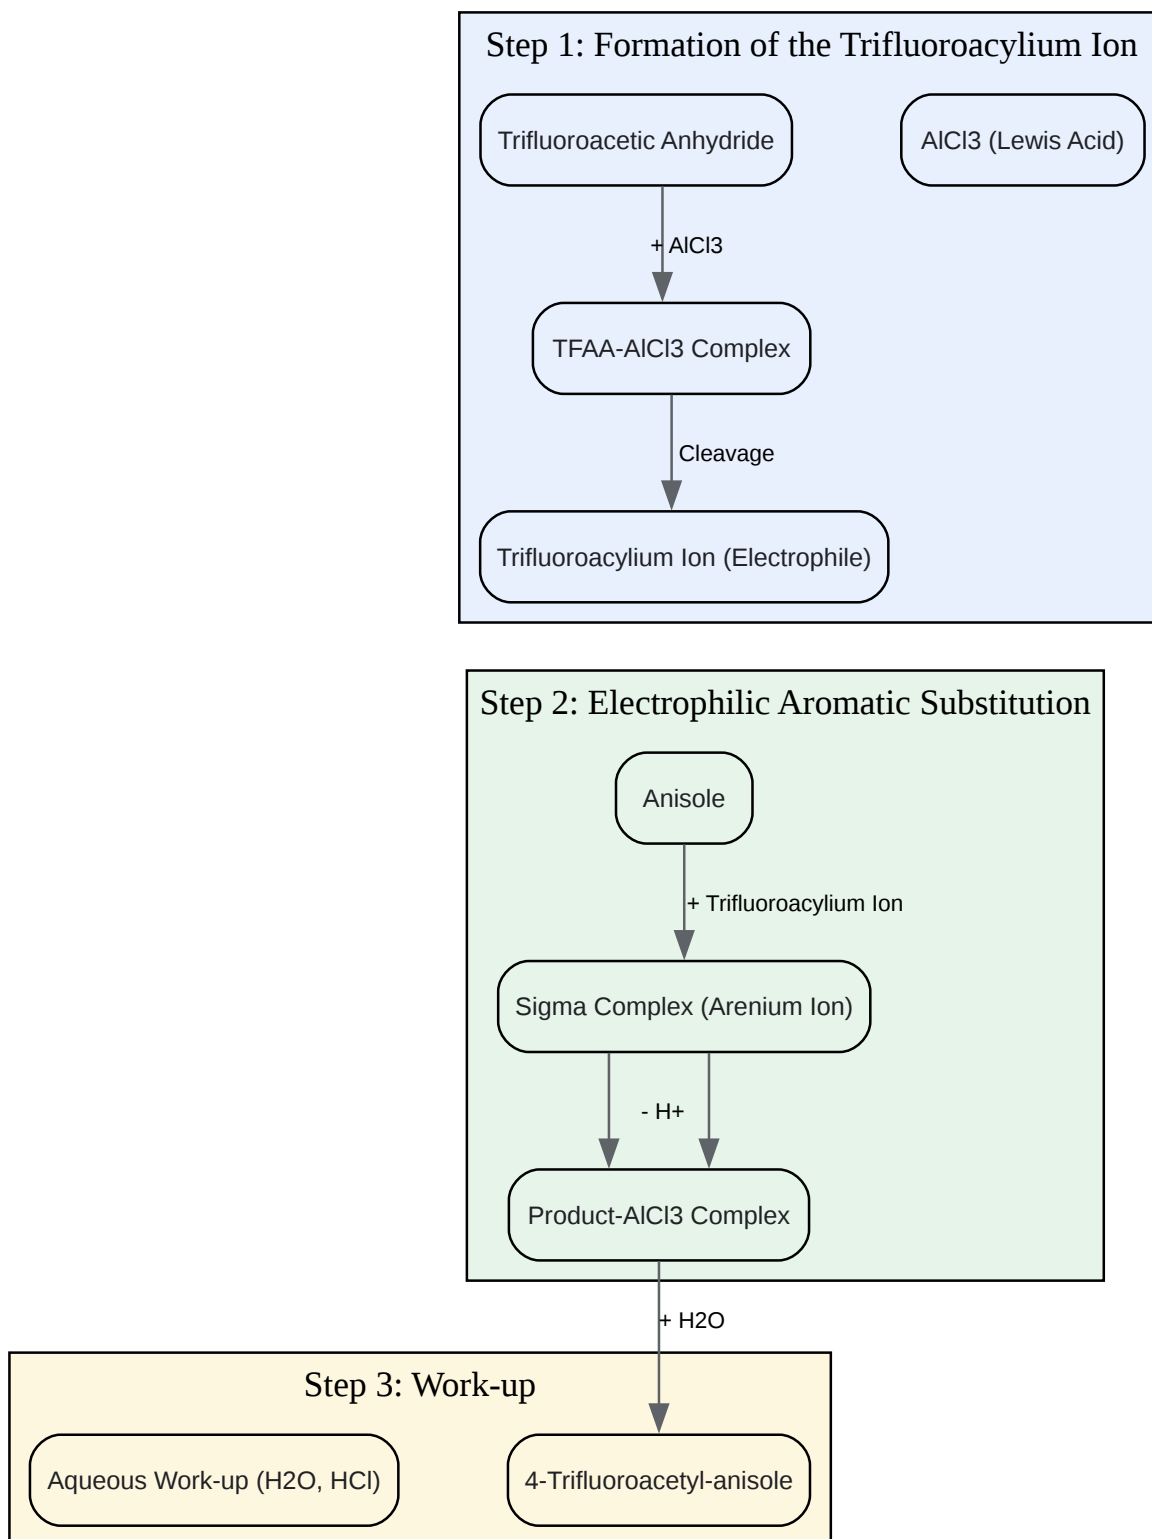 Step 1: Formation of the Trifluoroacylium Ion
Trifluoroacetic Anhydride
AlCl3 (Lewis Acid)
+ AlCl3
TFAA-AlCl3 Complex
Cleavage
Trifluoroacylium Ion (Electrophile)
Step 2: Electrophilic Aromatic Substitution
Anisole
+ Trifluoroacylium Ion
Sigma Complex (Arenium Ion)
- H+
Product-AlCl3 Complex
+ H2O
Step 3: Work-up
Aqueous Work-up (H2O, HCl)
4-Trifluoroacetyl-anisole